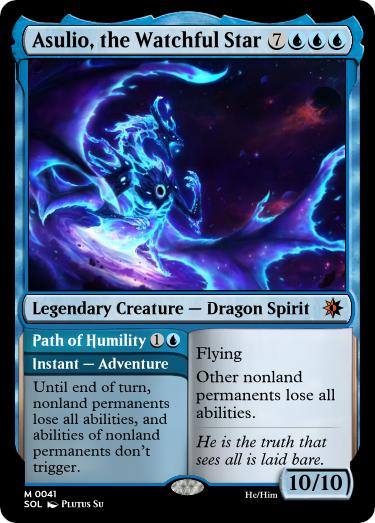 Asulio, the Watchful Star 7
Legendary Creature — Dragon Spirit
Path of Humility 1
Instant — Adventure
Until end of turn,
nonland permanents
lose all abilities, and
abilities of nonland
permanents don't
trigger.
Flying
Other nonland
permanents lose all
abilities.
He is the truth that
sees all is laid bare.
10/10
M 0041
SOL Plutus Su
He/Him